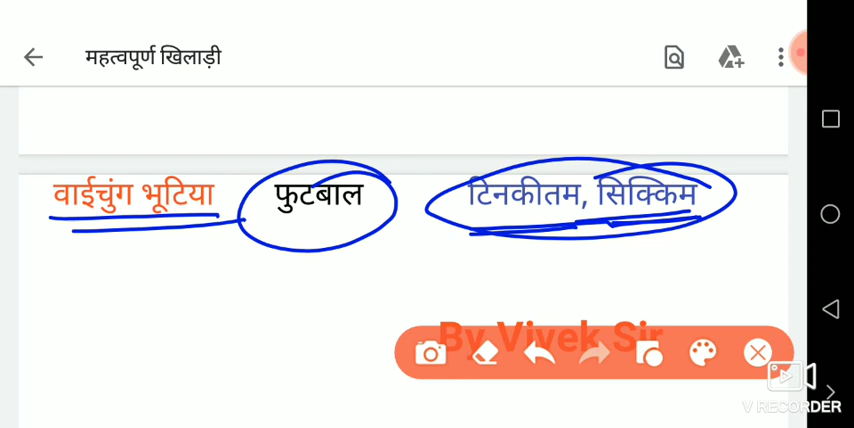 महत्वपूर्ण खिलाड़ी
वाईचुंग भूटिया फुटबाल टिनकीतम, सिक्किम
By Vivek Sir
V RECORDER